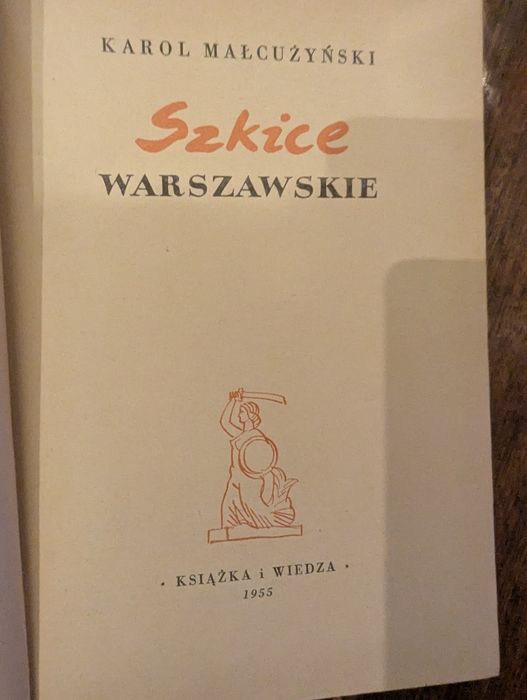 KAROL MAŁCUŻYŃSKI
Szkice
WARSZAWSKIE
· KSIĄŻKA i WIEDZA ·
1955